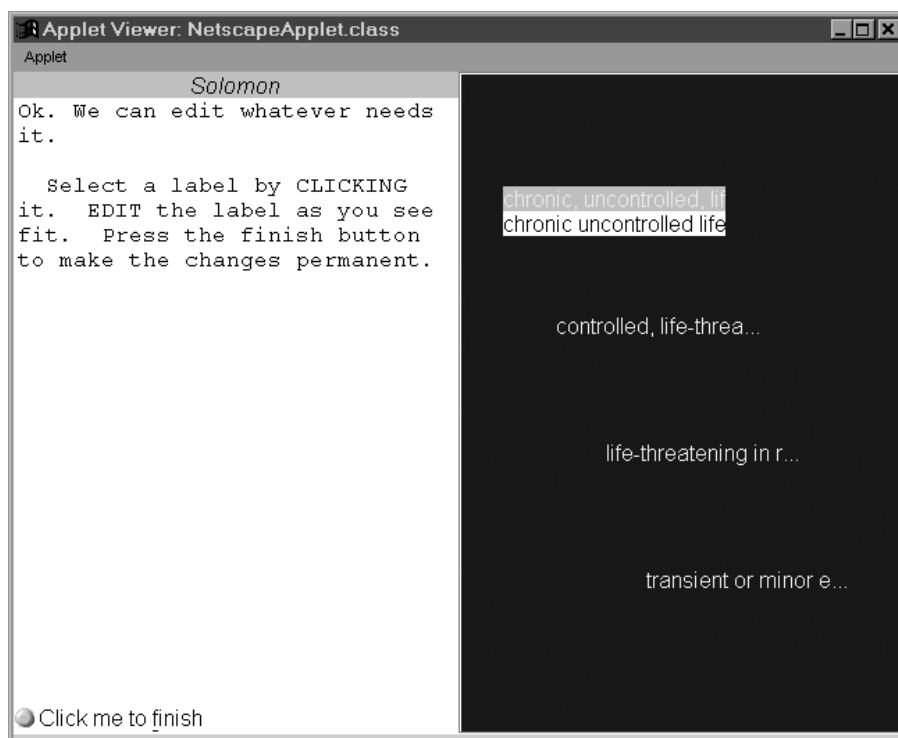 Applet Viewer: NetscapeApplet.class
Applet
Solomon
Ok. We can edit whatever needs
it.
Select a label by CLICKING
it. EDIT the label as you see
fit. Press the finish button
to make the changes permanent.
chronic, uncontrolled, lif
chronic uncontrolled life
controlled, life-threa...
life-threatening in r...
transient or minor e...
Click me to finish